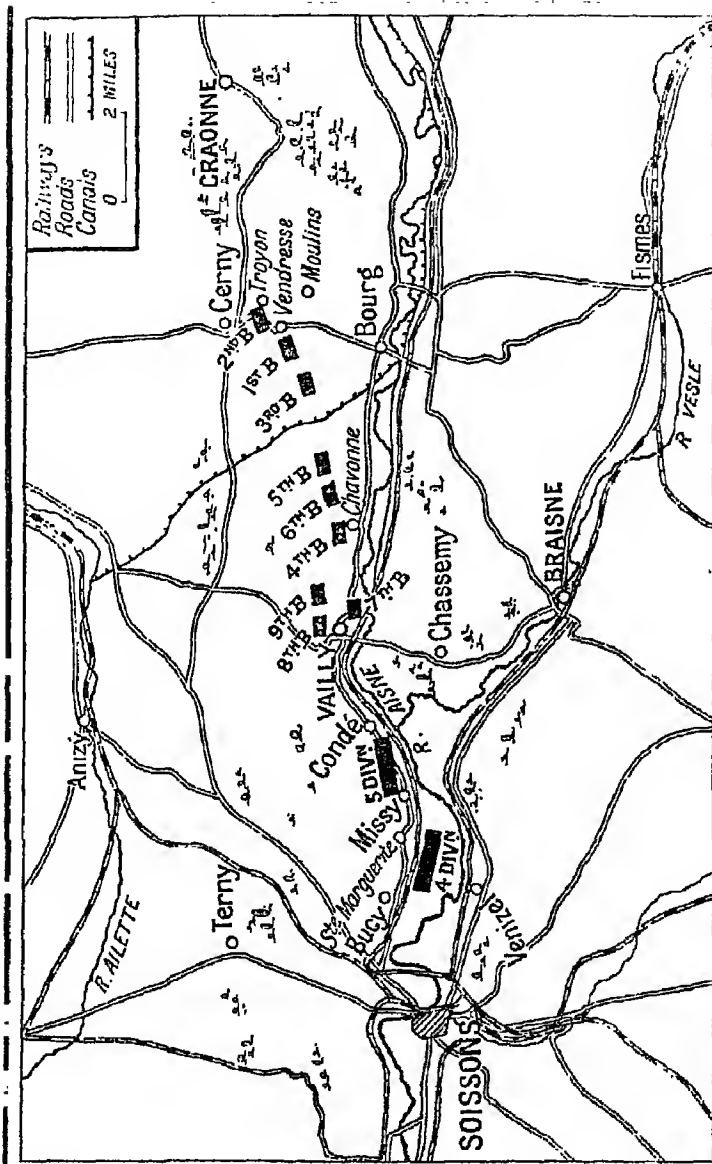 Railways
Roads
Canals
0 2 MILES
CRAONNE
Cerny
Troyon
Vendresse
Moulins
2ND B
1ST B
3RD B
Bourg
Fismes
R VESLE
5TH B
6TH B
4TH B
Chavonne
9TH B
8TH B
7TH B
VAILLY
Chassemy
BRAISNE
Anizy
Condé
R. AISNE
5 DIVN
Missy
Ste Marguerite
Bucy
4 DIVN
Venizel
Terny
R. AILETTE
SOISSONS